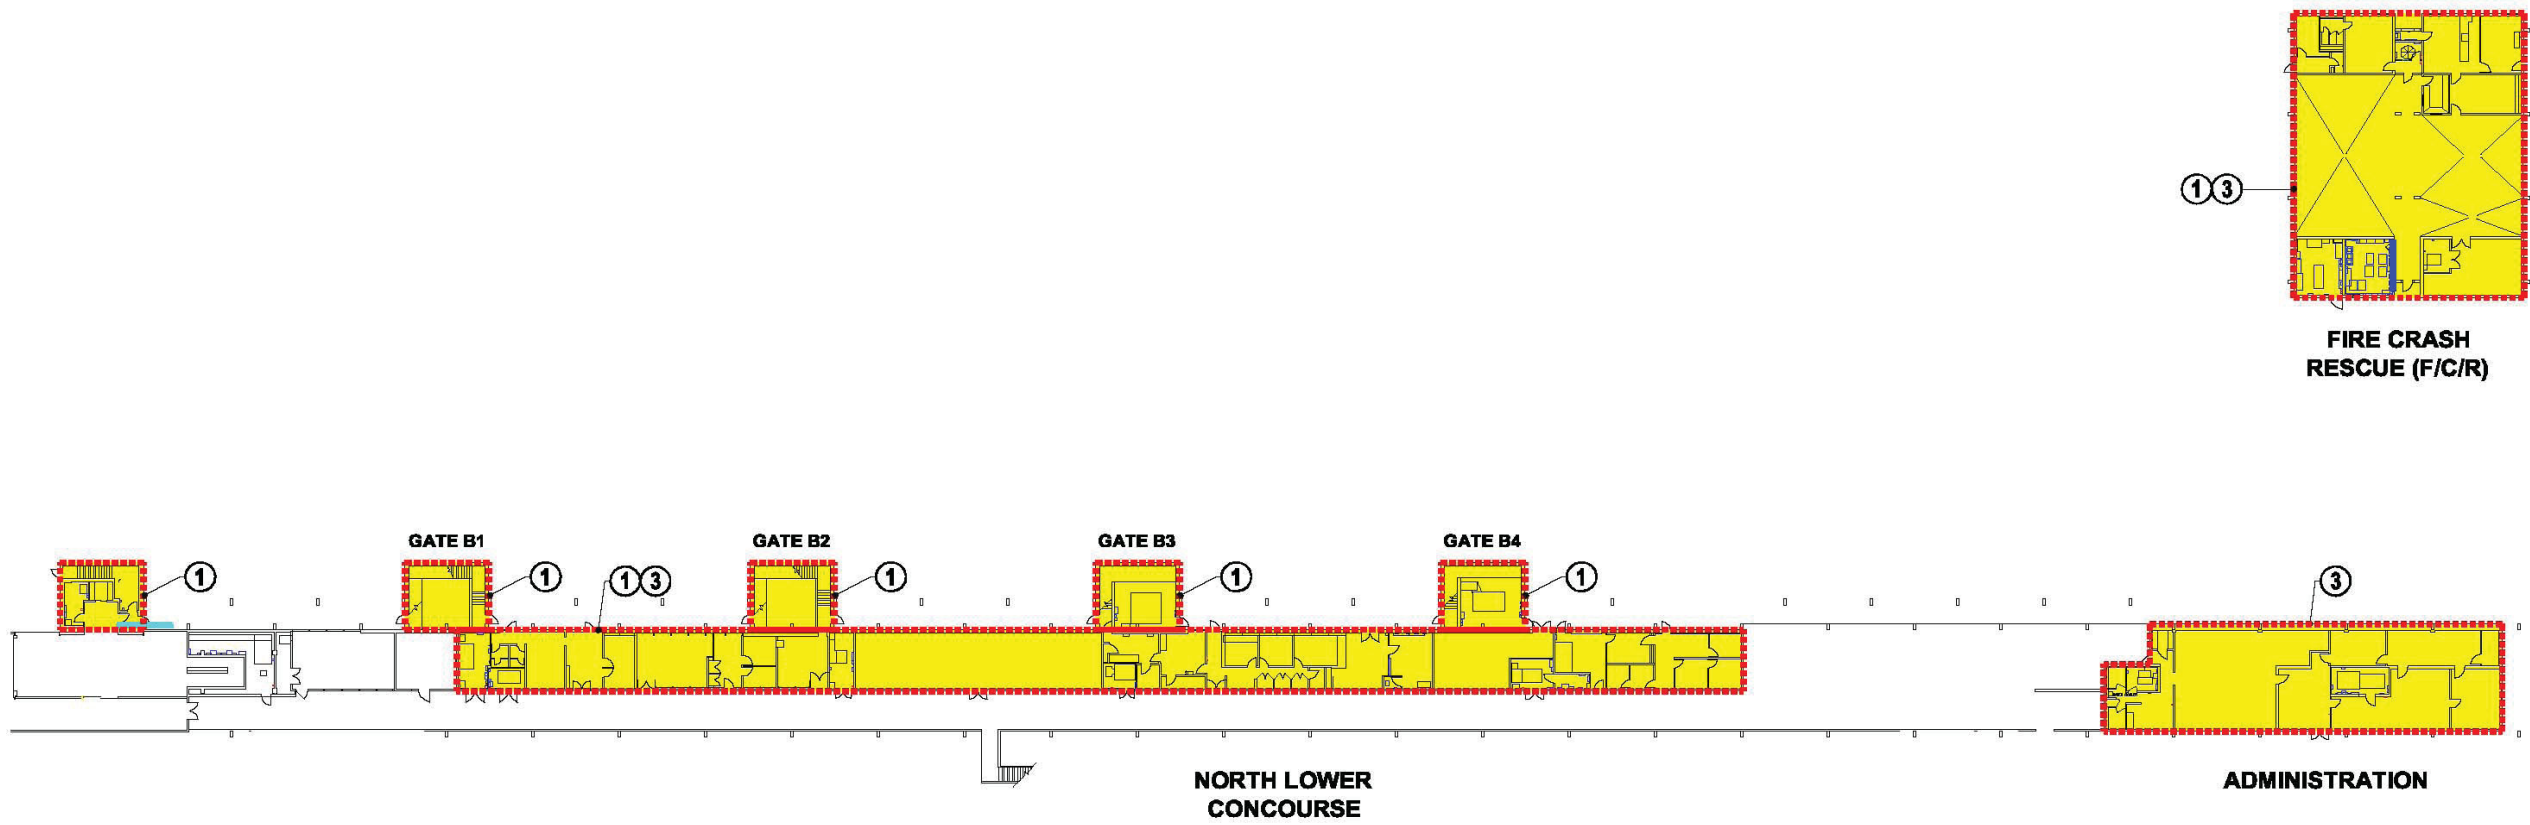 1 3
FIRE CRASH
RESCUE (F/C/R)
GATE B1
GATE B2
GATE B3
GATE B4
1
1
1 3
1
1
1
3
NORTH LOWER
CONCOURSE
ADMINISTRATION